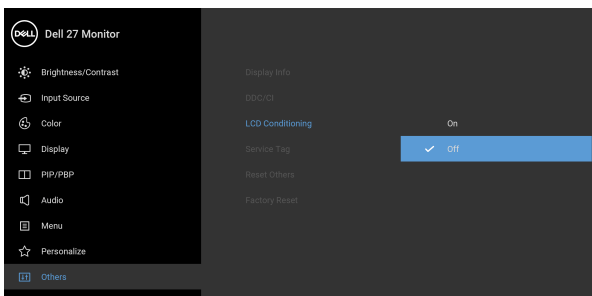 DELL Dell 27 Monitor
Brightness/Contrast
Input Source
Color
Display
PIP/PBP
Audio
Menu
Personalize
Others
Display Info
DDC/CI
LCD Conditioning
Service Tag
Reset Others
Factory Reset
On
Off